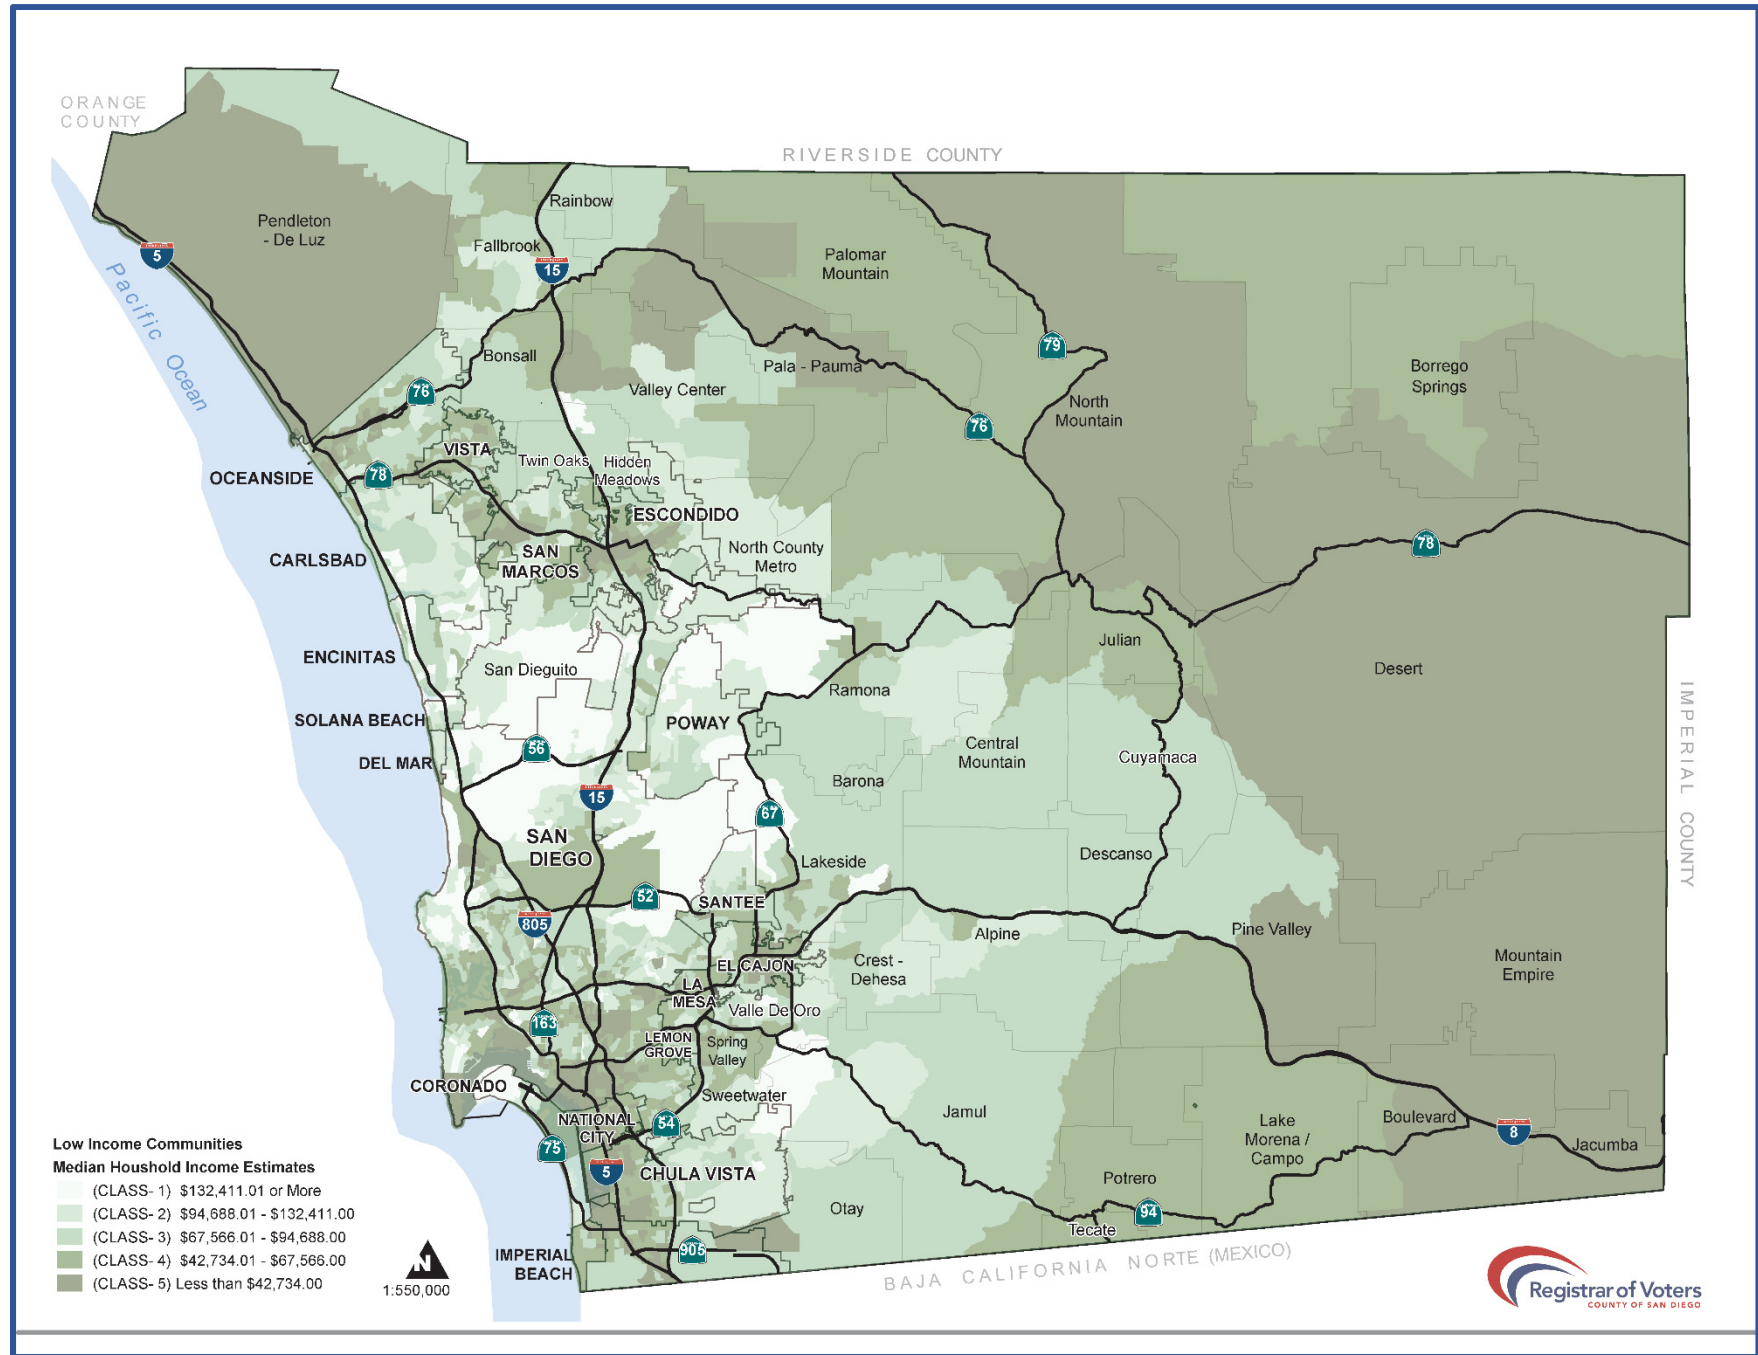 ORANGE
COUNTY
RIVERSIDE COUNTY
Rainbow
Pendleton
- De Luz
Fallbrook
5
15
Palomar
Mountain
Pacific Ocean
79
Bonsall
Pala - Pauma
Borrego
Springs
76
Valley Center
North
Mountain
76
VISTA
Twin Oaks
Hidden
Meadows
OCEANSIDE
78
ESCONDIDO
78
CARLSBAD
SAN
MARCOS
North County
Metro
ENCINITAS
San Dieguito
Julian
Desert
Ramona
SOLANA BEACH
POWAY
IMPERIAL COUNTY
DEL MAR
56
Central
Mountain
Cuyamaca
Barona
15
67
SAN
DIEGO
Lakeside
Descanso
52
SANTEE
805
Alpine
Pine Valley
EL CAJON
Crest -
Dehesa
Mountain
Empire
LA
MESA
Valle De Oro
163
LEMON
GROVE
Spring
Valley
CORONADO
Sweetwater
NATIONAL
CITY
54
Jamul
Lake
Morena /
Campo
Boulevard
8
Jacumba
75
5
CHULA VISTA
Potrero
Otay
94
Tecate
905
IMPERIAL
BEACH
BAJA CALIFORNIA NORTE (MEXICO)
Low Income Communities
Median Houshold Income Estimates
(CLASS- 1) $132,411.01 or More
(CLASS- 2) $94,688.01 - $132,411.00
(CLASS- 3) $67,566.01 - $94,688.00
(CLASS- 4) $42,734.01 - $67,566.00
(CLASS- 5) Less than $42,734.00
N
1:550,000
Registrar of Voters
COUNTY OF SAN DIEGO